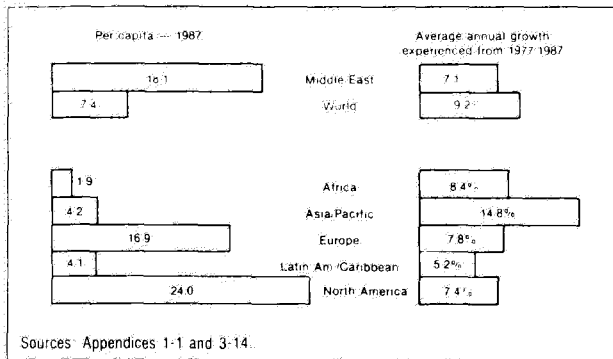 Per capita — 1987
Average annual growth
experienced from 1977-1987
Middle East 7.1
7.4 World 9.2
1.9 Africa 8.4%
4.2 Asia/Pacific 14.8%
16.9 Europe 7.8%
4.1 Latin Am./Caribbean 5.2%
24.0 North America 7.4%
Sources: Appendices 1-1 and 3-14.